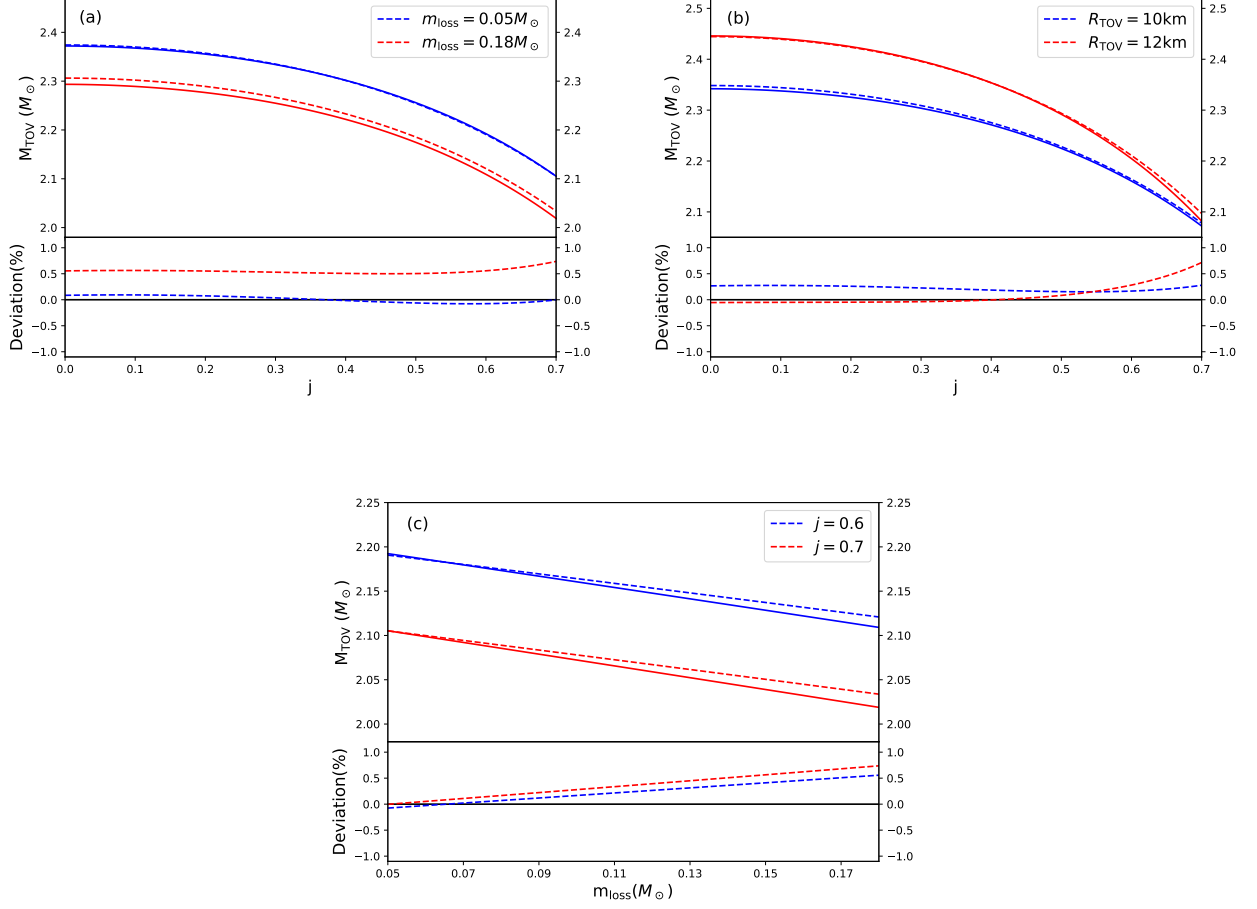 (a)
m_loss = 0.05M_⊙
m_loss = 0.18M_⊙
2.4
2.3
2.2
2.1
2.0
2.4
2.3
2.2
2.1
2.0
M_TOV (M_⊙)
1.0
0.5
0.0
−0.5
−1.0
1.0
0.5
0.0
−0.5
−1.0
Deviation(%)
0.0 0.1 0.2 0.3 0.4 0.5 0.6 0.7
j
(b)
R_TOV = 10km
R_TOV = 12km
2.5
2.4
2.3
2.2
2.1
2.5
2.4
2.3
2.2
2.1
M_TOV (M_⊙)
1.0
0.5
0.0
−0.5
−1.0
1.0
0.5
0.0
−0.5
−1.0
Deviation(%)
0.0 0.1 0.2 0.3 0.4 0.5 0.6 0.7
j
(c)
j = 0.6
j = 0.7
2.25
2.20
2.15
2.10
2.05
2.00
2.25
2.20
2.15
2.10
2.05
2.00
M_TOV (M_⊙)
1.0
0.5
0.0
−0.5
−1.0
1.0
0.5
0.0
−0.5
−1.0
Deviation(%)
0.05 0.07 0.09 0.11 0.13 0.15 0.17
m_loss(M_⊙)